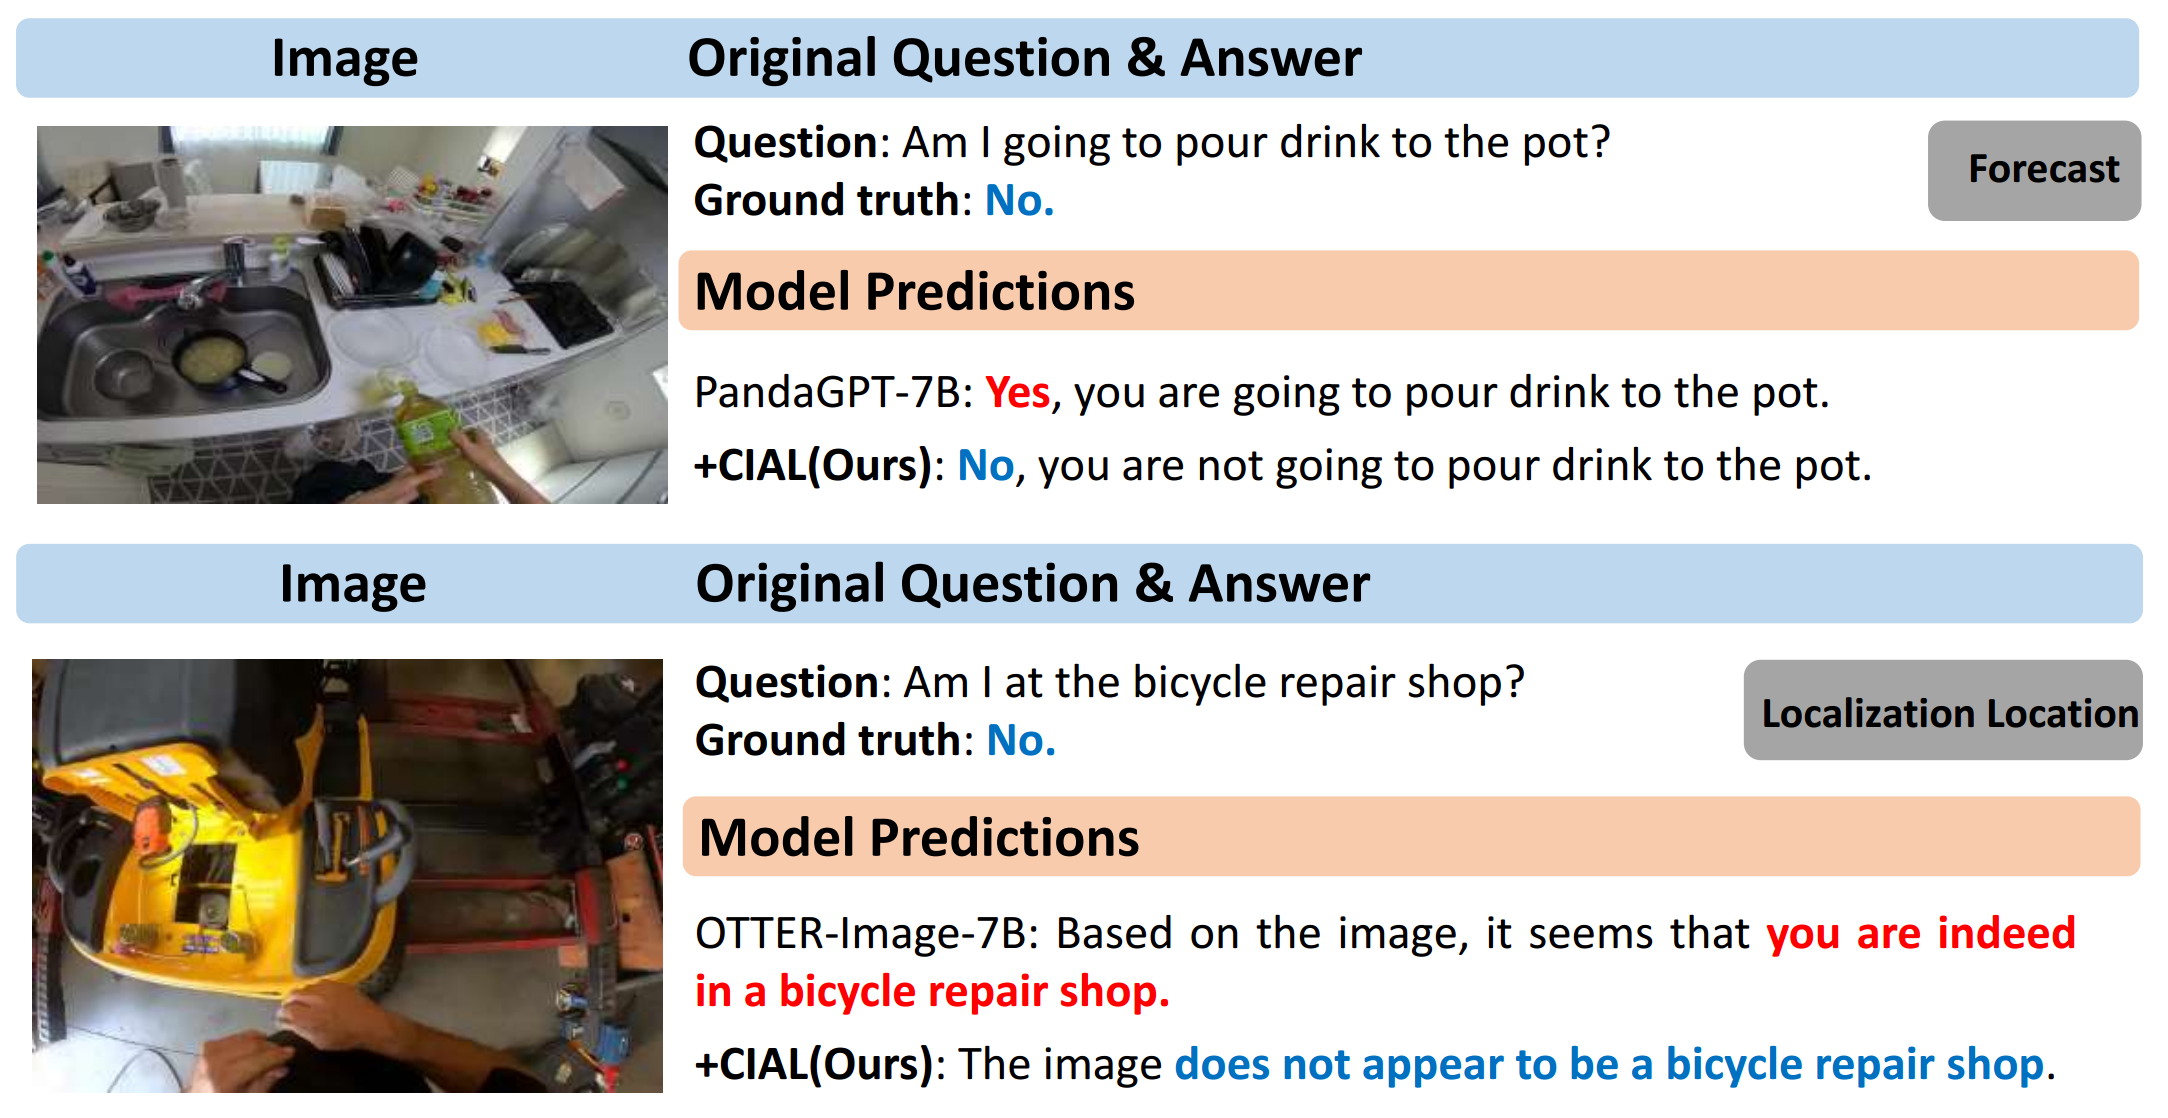 Image Original Question & Answer
Question: Am I going to pour drink to the pot?
Ground truth: No.
Forecast
Model Predictions
PandaGPT-7B: Yes, you are going to pour drink to the pot.
+CIAL(Ours): No, you are not going to pour drink to the pot.
Image Original Question & Answer
Question: Am I at the bicycle repair shop?
Ground truth: No.
Localization Location
Model Predictions
OTTER-Image-7B: Based on the image, it seems that you are indeed
in a bicycle repair shop.
+CIAL(Ours): The image does not appear to be a bicycle repair shop.